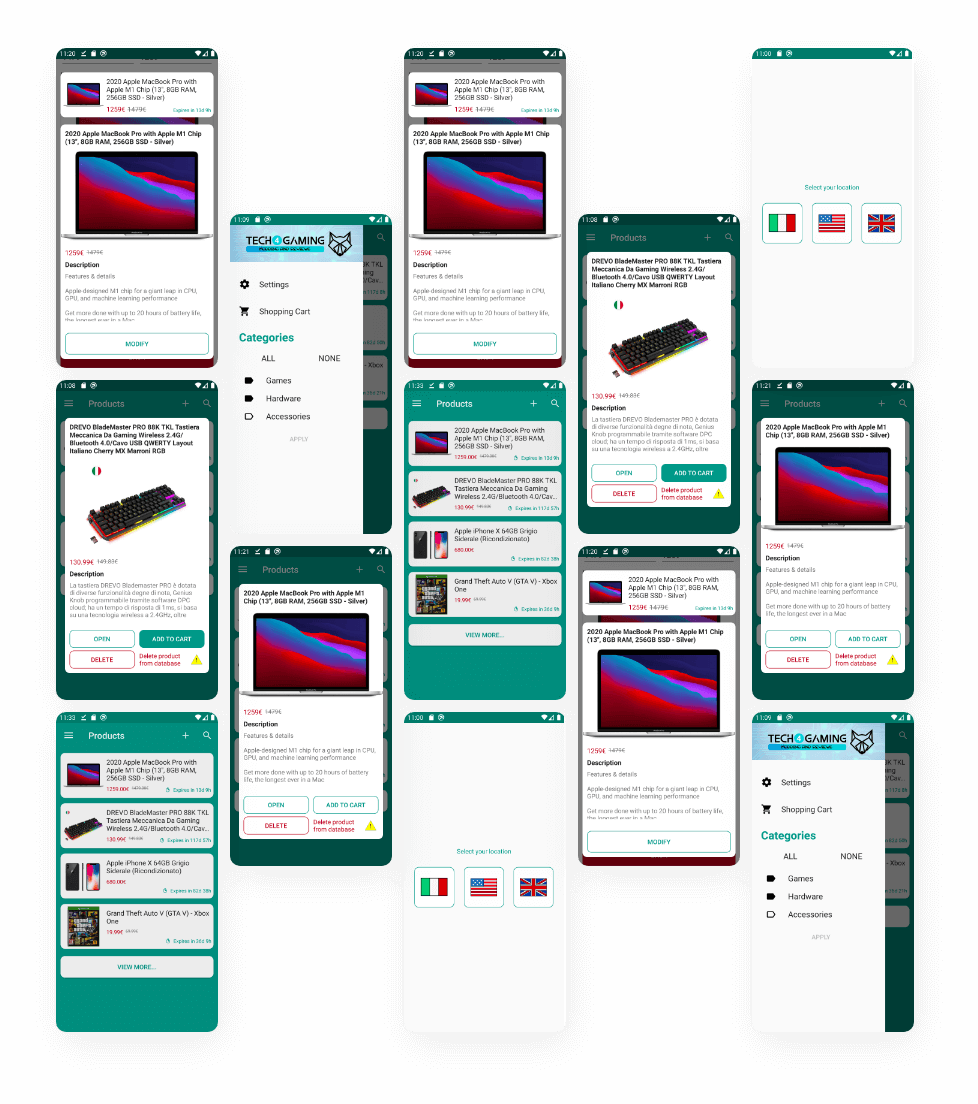 11:20
2020 Apple MacBook Pro with
Apple M1 Chip (13", 8GB RAM,
256GB SSD - Silver)
1259€ 1479€
Expires in 13d 9h
2020 Apple MacBook Pro with Apple M1 Chip
(13", 8GB RAM, 256GB SSD - Silver)
1259€ 1479€
Description
Features & details
Apple-designed M1 chip for a giant leap in CPU,
GPU, and machine learning performance
Get more done with up to 20 hours of battery life,
the longest ever in a Mac
MODIFY
11:08
Products
DREVO BladeMaster PRO 88K TKL Tastiera
Meccanica Da Gaming Wireless 2.4G/
Bluetooth 4.0/Cavo USB QWERTY Layout
Italiano Cherry MX Marroni RGB
130.99€ 149.83€
Description
La tastiera DREVO Blademaster PRO è dotata
di diverse funzionalità degne di nota, Genius
Knob programmabile tramite software DPC
cloud; ha un tempo di risposta di 1ms, si basa
su una tecnologia wireless a 2.4GHz, oltre
OPEN
ADD TO CART
DELETE
Delete product
from database
11:33
Products
2020 Apple MacBook Pro with
Apple M1 Chip (13", 8GB RAM,
256GB SSD - Silver)
1259.00€
Expires in 13d 9h
DREVO BladeMaster PRO 88K TKL
Tastiera Meccanica Da Gaming
Wireless 2.4G/Bluetooth 4.0/Cav...
130.99€
Expires in 117d 57h
Apple iPhone X 64GB Grigio
Siderale (Ricondizionato)
680.00€
Expires in 82d 38h
Grand Theft Auto V (GTA V) - Xbox
One
19.99€
Expires in 36d 9h
VIEW MORE...
11:09
TECH4GAMING
Settings
Shopping Cart
Categories
ALL
NONE
Games
Hardware
Accessories
APPLY
K TKL
- Xbox
11:21
Products
2020 Apple MacBook Pro with Apple M1
Chip (13", 8GB RAM, 256GB SSD - Silver)
1259€ 1479€
Description
Features & details
Apple-designed M1 chip for a giant leap in CPU,
GPU, and machine learning performance
Get more done with up to 20 hours of battery
life, the longest ever in a Mac
OPEN
ADD TO CART
DELETE
Delete product
from database
11:20
2020 Apple MacBook Pro with
Apple M1 Chip (13", 8GB RAM,
256GB SSD - Silver)
1259€ 1479€
Expires in 13d 9h
2020 Apple MacBook Pro with Apple M1 Chip
(13", 8GB RAM, 256GB SSD - Silver)
1259€ 1479€
Description
Features & details
Apple-designed M1 chip for a giant leap in CPU,
GPU, and machine learning performance
Get more done with up to 20 hours of battery life,
the longest ever in a Mac
MODIFY
11:33
Products
2020 Apple MacBook Pro with
Apple M1 Chip (13", 8GB RAM,
256GB SSD - Silver)
1259.00€
Expires in 13d 9h
DREVO BladeMaster PRO 88K TKL
Tastiera Meccanica Da Gaming
Wireless 2.4G/Bluetooth 4.0/Cav...
130.99€
Expires in 117d 57h
Apple iPhone X 64GB Grigio
Siderale (Ricondizionato)
680.00€
Expires in 82d 38h
Grand Theft Auto V (GTA V) - Xbox
One
19.99€
Expires in 36d 9h
VIEW MORE...
11:00
Select your location
11:08
Products
DREVO BladeMaster PRO 88K TKL Tastiera
Meccanica Da Gaming Wireless 2.4G/
Bluetooth 4.0/Cavo USB QWERTY Layout
Italiano Cherry MX Marroni RGB
130.99€ 149.83€
Description
La tastiera DREVO Blademaster PRO è dotata
di diverse funzionalità degne di nota, Genius
Knob programmabile tramite software DPC
cloud; ha un tempo di risposta di 1ms, si basa
su una tecnologia wireless a 2.4GHz, oltre
OPEN
ADD TO CART
DELETE
Delete product
from database
11:20
2020 Apple MacBook Pro with
Apple M1 Chip (13", 8GB RAM,
256GB SSD - Silver)
1259€ 1479€
Expires in 13d 9h
2020 Apple MacBook Pro with Apple M1 Chip
(13", 8GB RAM, 256GB SSD - Silver)
1259€ 1479€
Description
Features & details
Apple-designed M1 chip for a giant leap in CPU,
GPU, and machine learning performance
Get more done with up to 20 hours of battery life,
the longest ever in a Mac
MODIFY
11:00
Select your location
11:21
Products
2020 Apple MacBook Pro with Apple M1
Chip (13", 8GB RAM, 256GB SSD - Silver)
1259€ 1479€
Description
Features & details
Apple-designed M1 chip for a giant leap in CPU,
GPU, and machine learning performance
Get more done with up to 20 hours of battery
life, the longest ever in a Mac
OPEN
ADD TO CART
DELETE
Delete product
from database
11:09
TECH4GAMING
Settings
Shopping Cart
Categories
ALL
NONE
Games
Hardware
Accessories
APPLY
K TKL
- Xbox